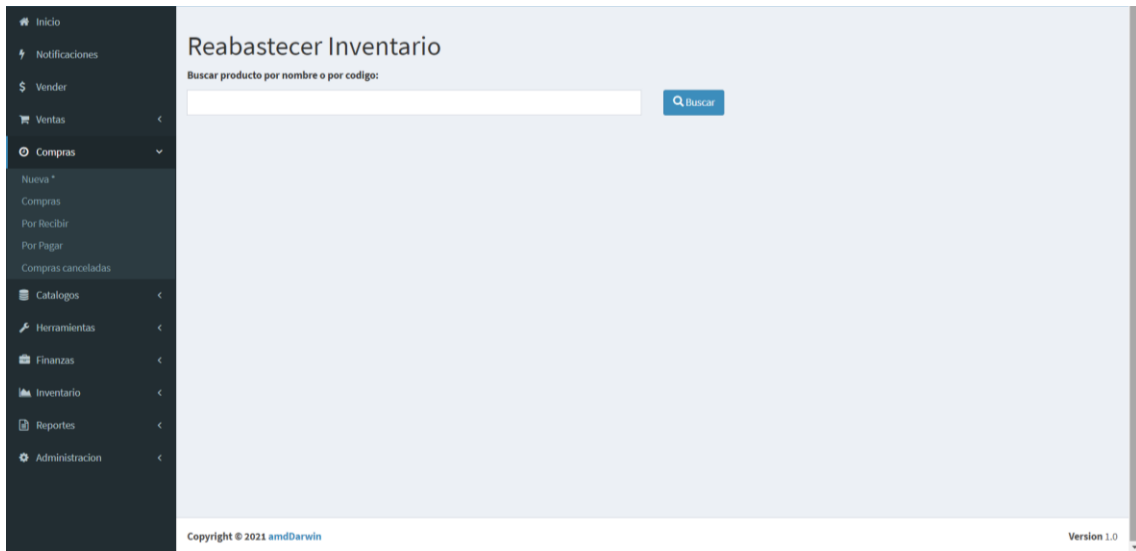 Inicio
Notificaciones
$ Vender
Ventas
Compras
Nueva *
Compras
Por Recibir
Por Pagar
Compras canceladas
Catalogos
Herramientas
Finanzas
Inventario
Reportes
Administracion
Reabastecer Inventario
Buscar producto por nombre o por codigo:
Buscar
Copyright © 2021 amdDarwin
Version 1.0